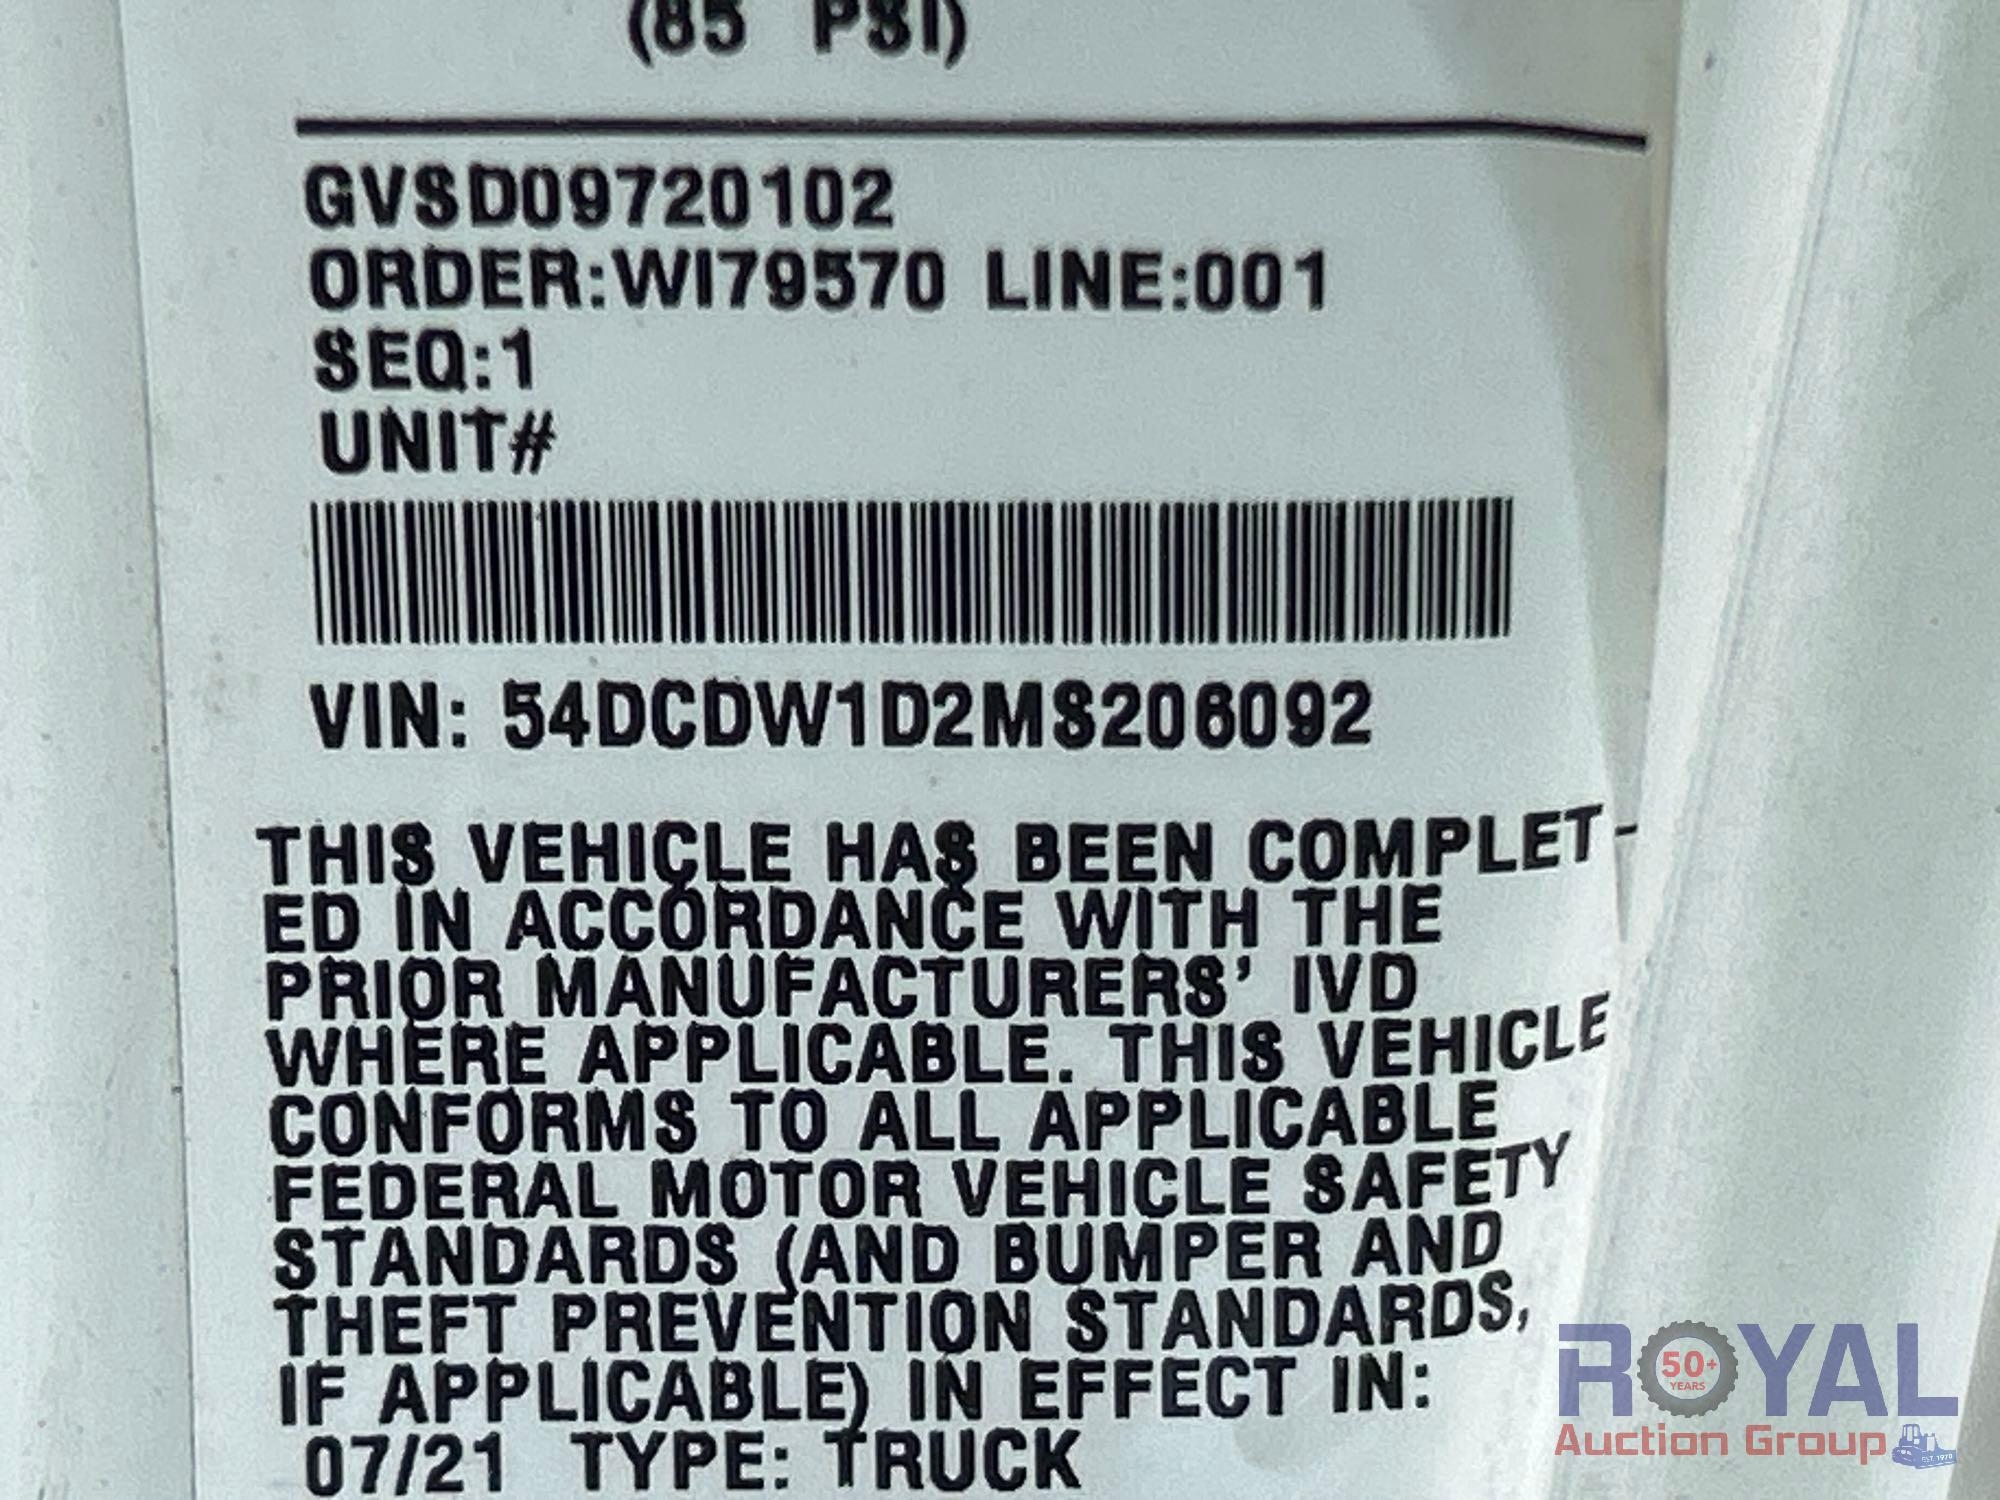 (85 PSI)
GVSD09720102
ORDER:WI79570 LINE:001
SEQ:1
UNIT#
VIN: 54DCDW1D2MS206092
THIS VEHICLE HAS BEEN COMPLET-
ED IN ACCORDANCE WITH THE
PRIOR MANUFACTURERS' IVD
WHERE APPLICABLE. THIS VEHICLE
CONFORMS TO ALL APPLICABLE
FEDERAL MOTOR VEHICLE SAFETY
STANDARDS (AND BUMPER AND
THEFT PREVENTION STANDARDS,
IF APPLICABLE) IN EFFECT IN:
07/21 TYPE: TRUCK
ROYAL
50+
YEARS
Auction Group
EST. 1970